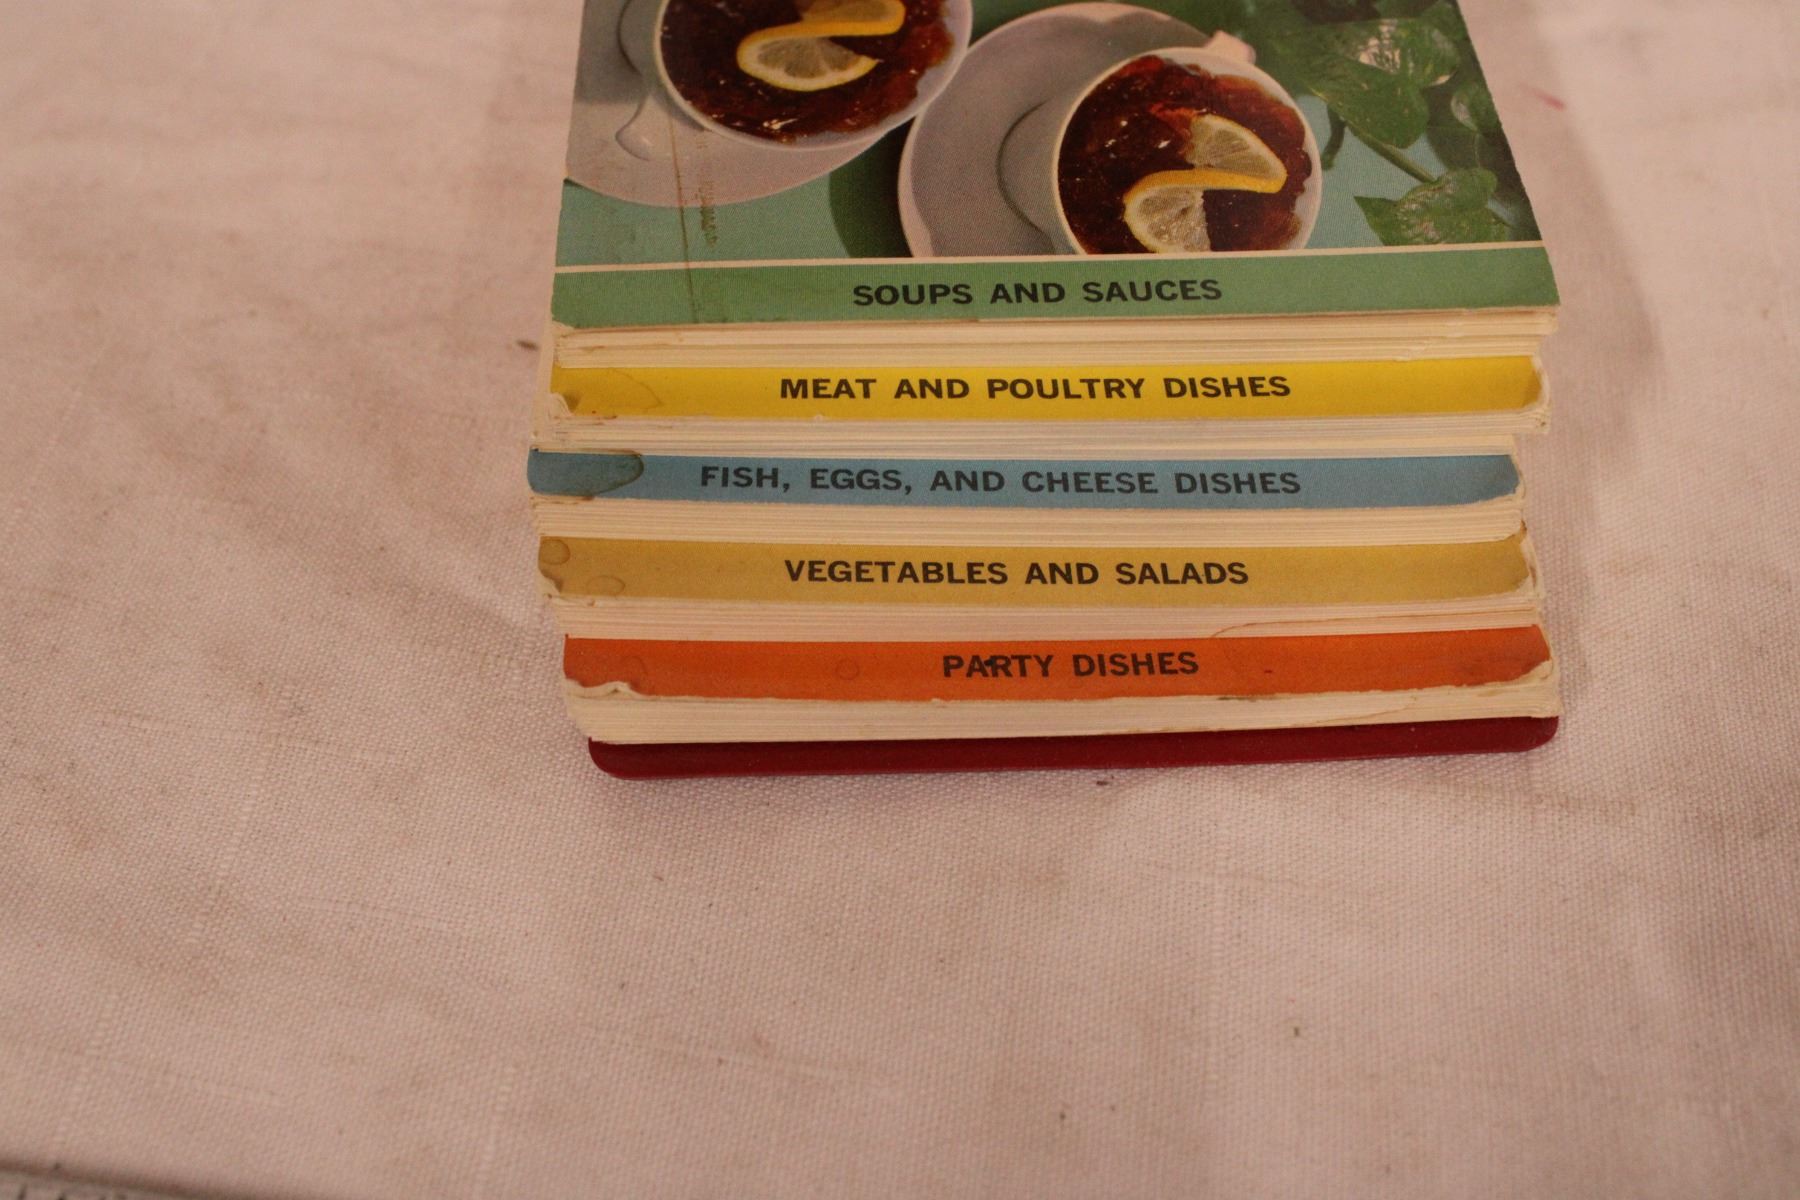 SOUPS AND SAUCES
MEAT AND POULTRY DISHES
FISH, EGGS, AND CHEESE DISHES
VEGETABLES AND SALADS
PARTY DISHES